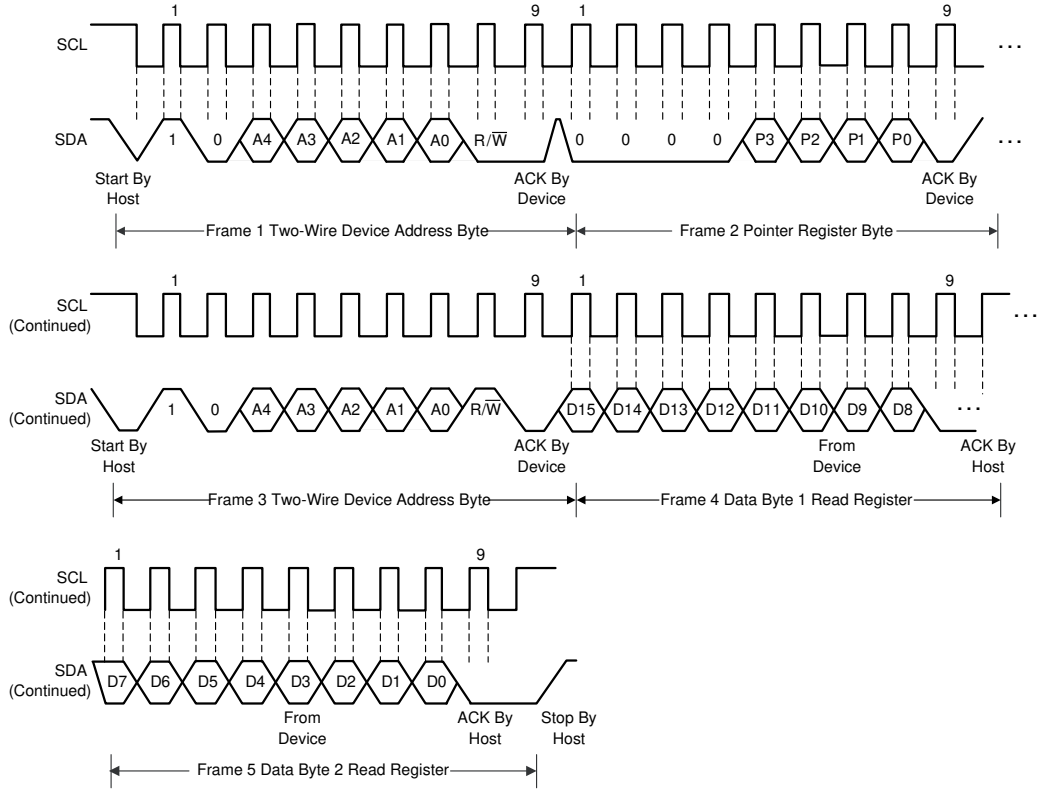 1 9 1 9
SCL ...
SDA 1 0 A4 A3 A2 A1 A0 R/W̅ 0 0 0 0 P3 P2 P1 P0 ...
Start By
Host
ACK By
Device
ACK By
Device
Frame 1 Two-Wire Device Address Byte
Frame 2 Pointer Register Byte
1 9 1 9
SCL
(Continued)
...
SDA
(Continued)
1 0 A4 A3 A2 A1 A0 R/W̅ D15 D14 D13 D12 D11 D10 D9 D8 ...
Start By
Host
ACK By
Device
From
Device
ACK By
Host
Frame 3 Two-Wire Device Address Byte
Frame 4 Data Byte 1 Read Register
1 9
SCL
(Continued)
SDA
(Continued)
D7 D6 D5 D4 D3 D2 D1 D0
From
Device
ACK By
Host
Stop By
Host
Frame 5 Data Byte 2 Read Register